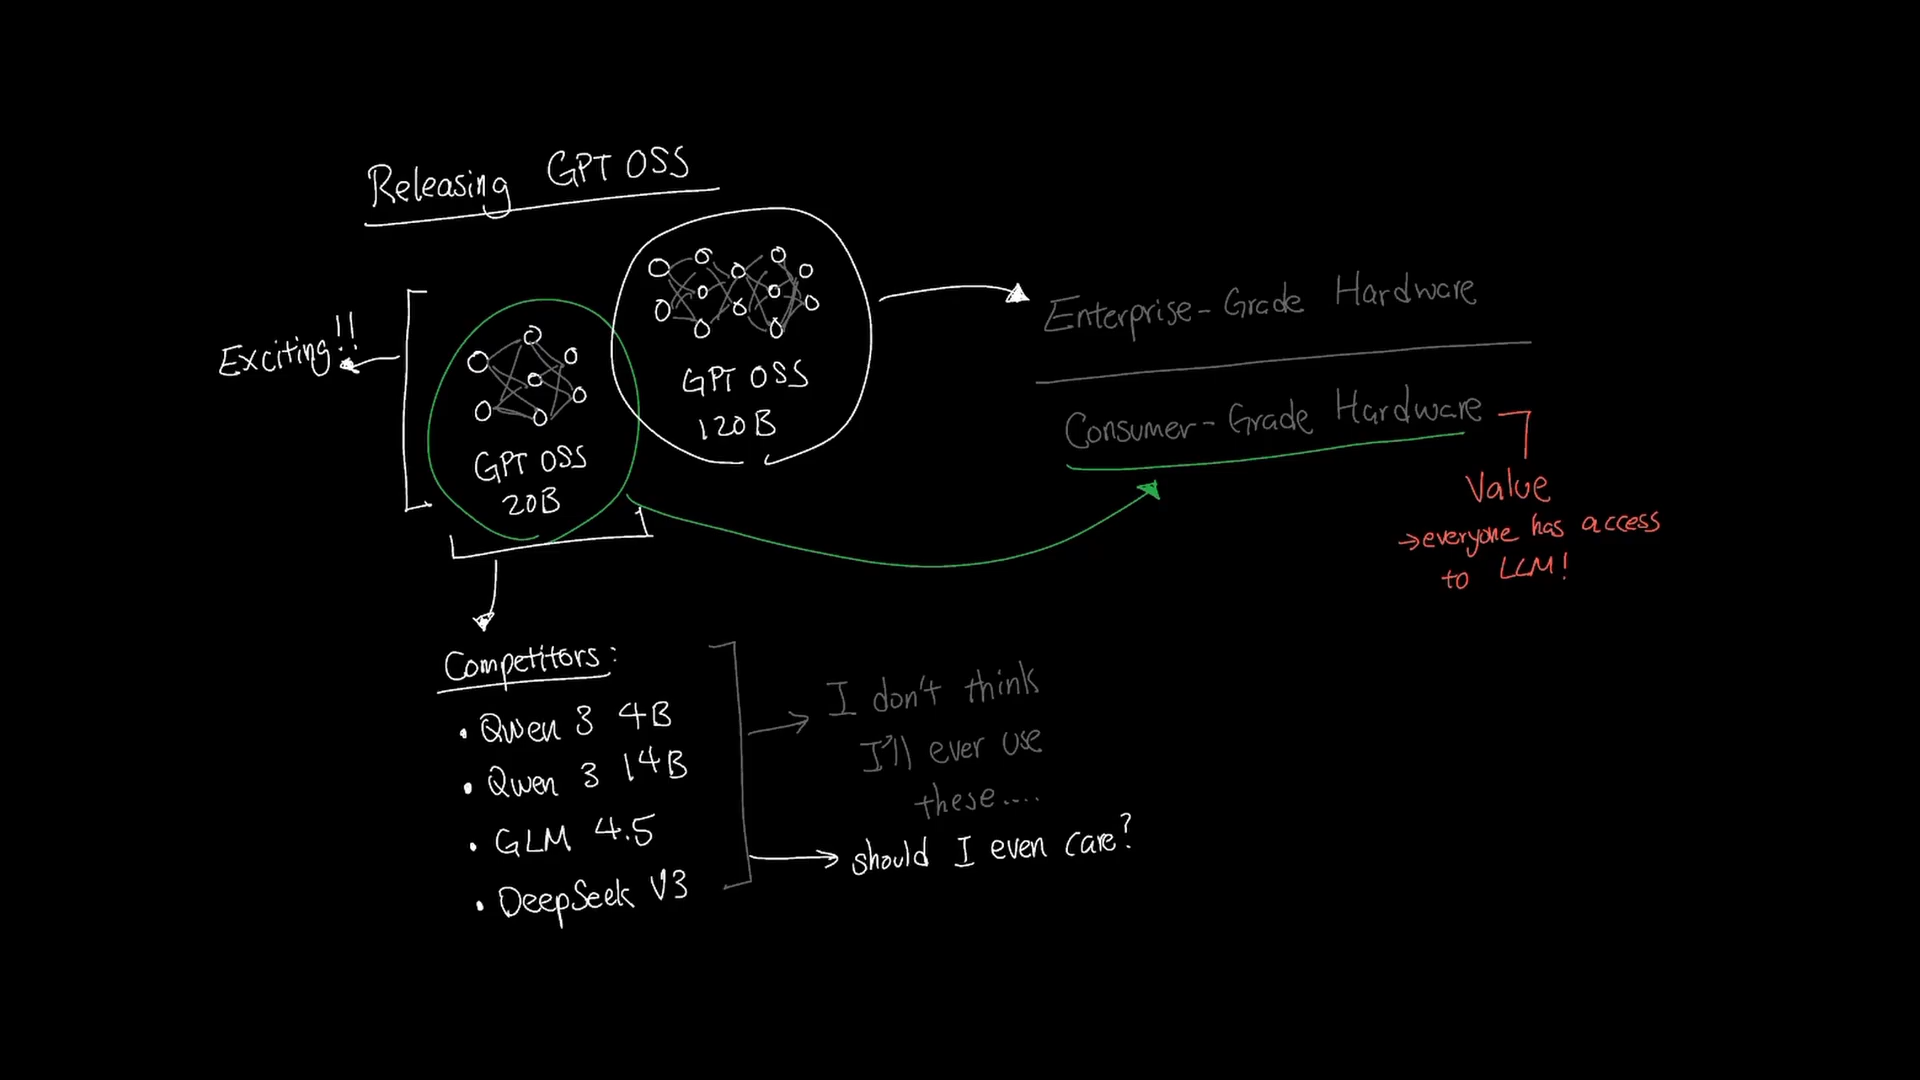 Releasing GPT OSS
Exciting!!
GPT OSS
20B
GPT OSS
120B
Enterprise-Grade Hardware
Consumer-Grade Hardware
Value
→everyone has access
to LLM!
Competitors:
• Qwen 3 4B
• Qwen 3 14B
• GLM 4.5
• DeepSeek V3
I don't think
I'll ever use
these....
should I even care?